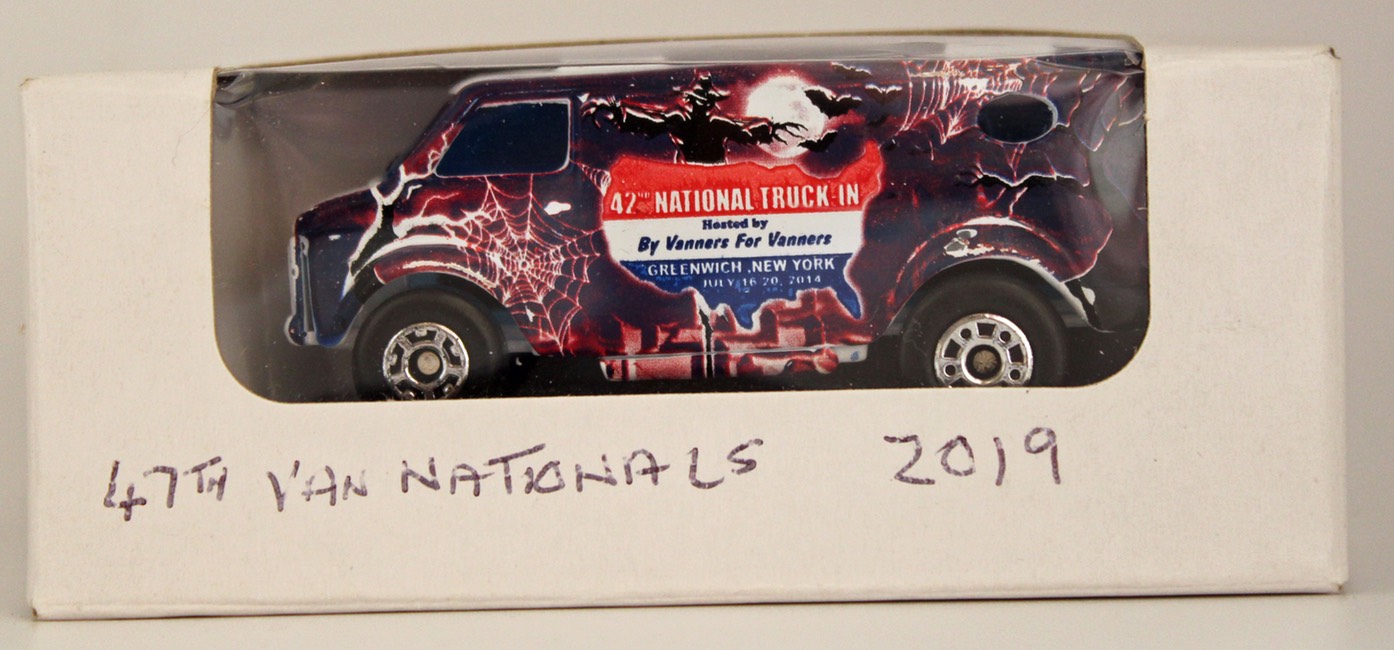 42ND NATIONAL TRUCK-IN
Hosted by
By Vanners For Vanners
GREENWICH ,NEW YORK
JULY 16-20, 2014
47TH VAN NATIONALS 2019